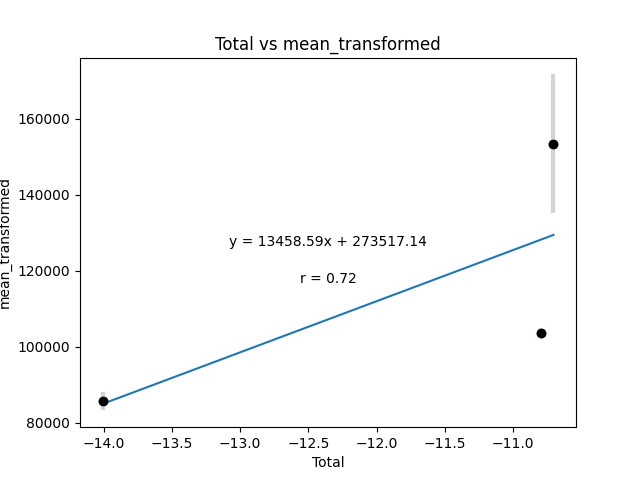 Total vs mean_transformed
160000
140000
120000
100000
80000
mean_transformed
y = 13458.59x + 273517.14
r = 0.72
−14.0 −13.5 −13.0 −12.5 −12.0 −11.5 −11.0
Total